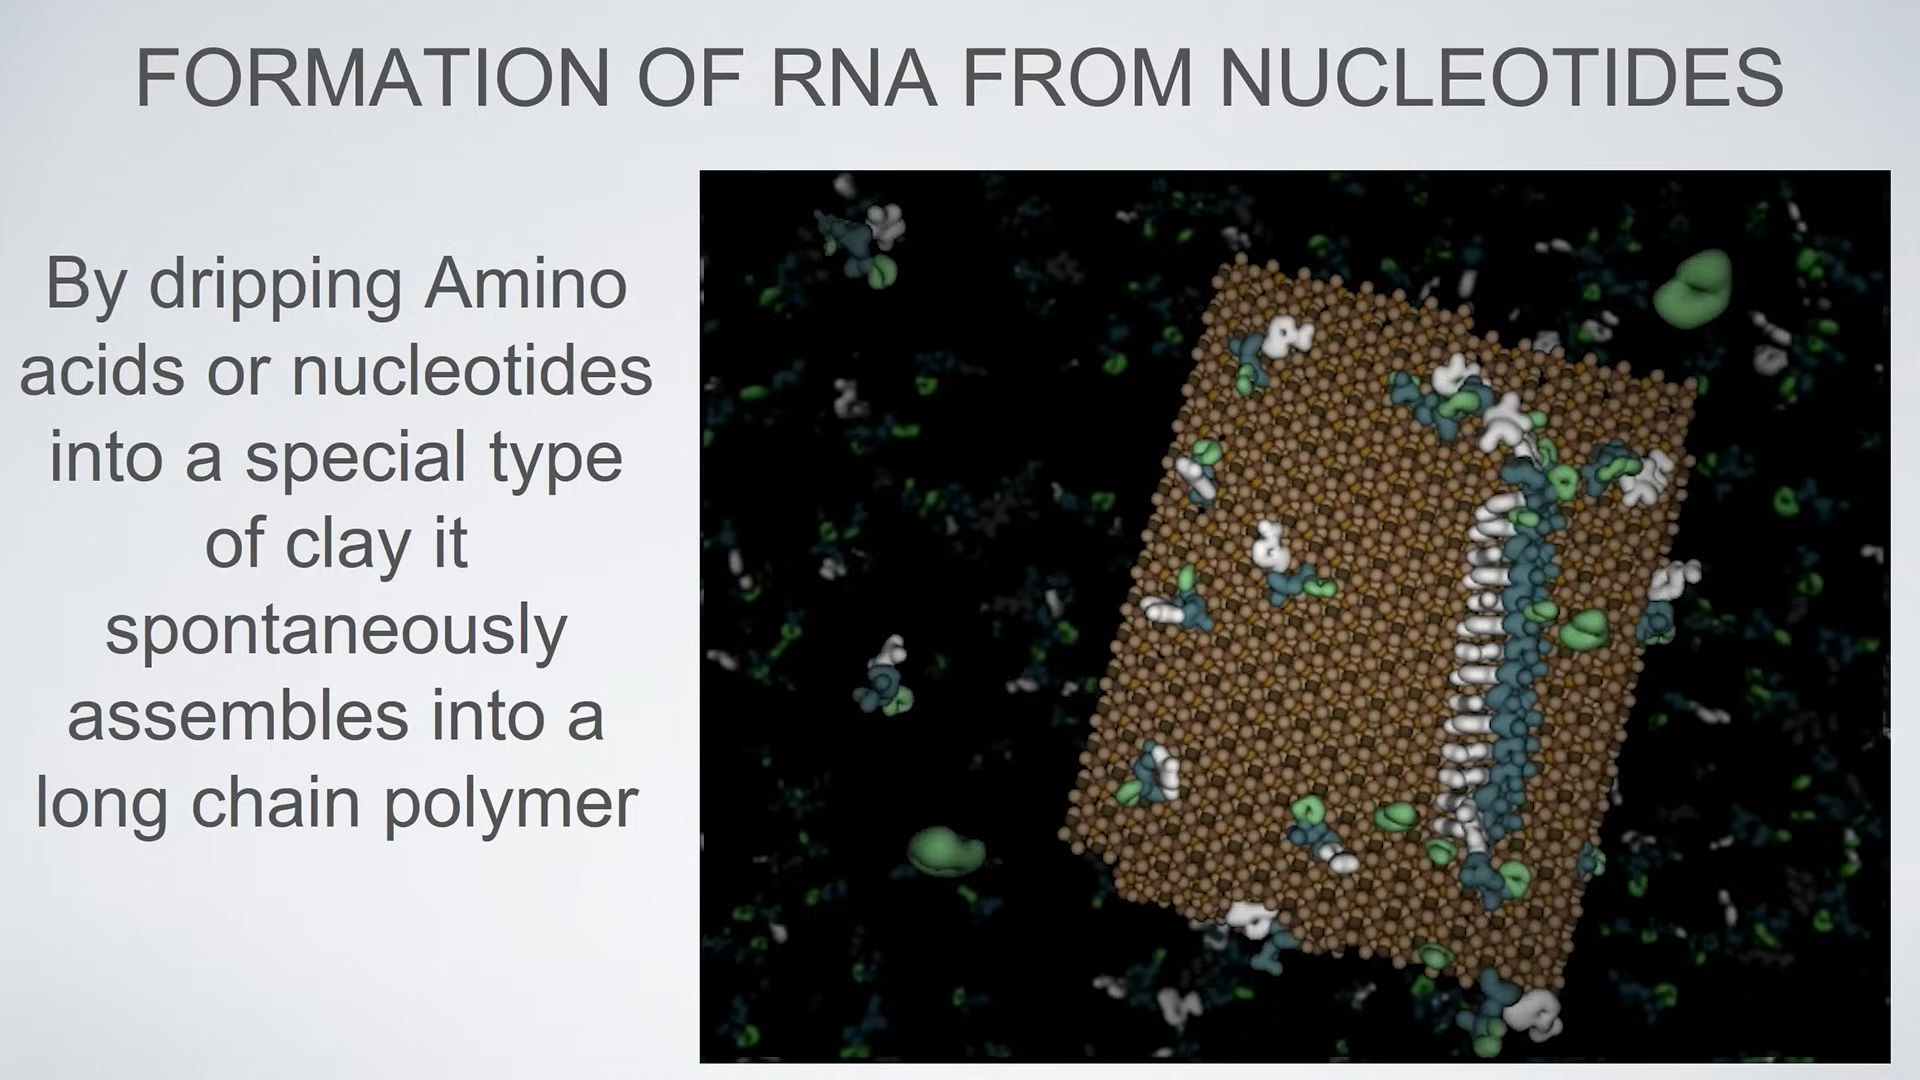 FORMATION OF RNA FROM NUCLEOTIDES
By dripping Amino
acids or nucleotides
into a special type
of clay it
spontaneously
assembles into a
long chain polymer